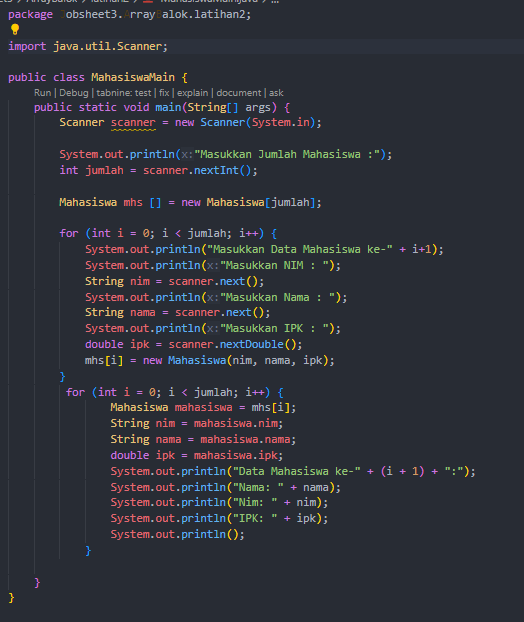 package Jobsheet3.ArrayBalok.latihan2;
import java.util.Scanner;
public class MahasiswaMain {
Run | Debug | tabnine: test | fix | explain | document | ask
public static void main(String[] args) {
Scanner scanner = new Scanner(System.in);
System.out.println(x:"Masukkan Jumlah Mahasiswa :");
int jumlah = scanner.nextInt();
Mahasiswa mhs [] = new Mahasiswa[jumlah];
for (int i = 0; i < jumlah; i++) {
System.out.println("Masukkan Data Mahasiswa ke-" + i+1);
System.out.println(x:"Masukkan NIM : ");
String nim = scanner.next();
System.out.println(x:"Masukkan Nama : ");
String nama = scanner.next();
System.out.println(x:"Masukkan IPK : ");
double ipk = scanner.nextDouble();
mhs[i] = new Mahasiswa(nim, nama, ipk);
}
for (int i = 0; i < jumlah; i++) {
Mahasiswa mahasiswa = mhs[i];
String nim = mahasiswa.nim;
String nama = mahasiswa.nama;
double ipk = mahasiswa.ipk;
System.out.println("Data Mahasiswa ke-" + (i + 1) + ":");
System.out.println("Nama: " + nama);
System.out.println("Nim: " + nim);
System.out.println("IPK: " + ipk);
System.out.println();
}
}
}